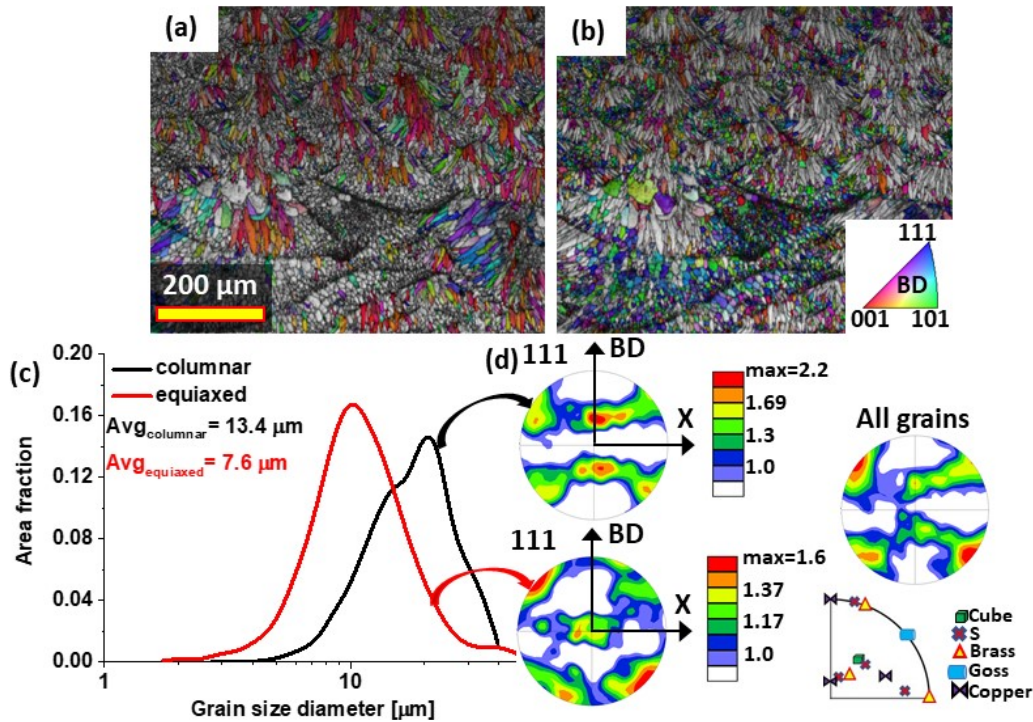 (a)
(b)
200 µm
111
BD
001 101
(c)
0.20
0.16
0.12
0.08
0.04
0.00
Area fraction
columnar
equiaxed
Avgcolumnar= 13.4 µm
Avgequiaxed= 7.6 µm
1
10
Grain size diameter [µm]
(d)
111
BD
X
max=2.2
1.69
1.3
1.0
111
BD
X
max=1.6
1.37
1.17
1.0
All grains
Cube
S
Brass
Goss
Copper